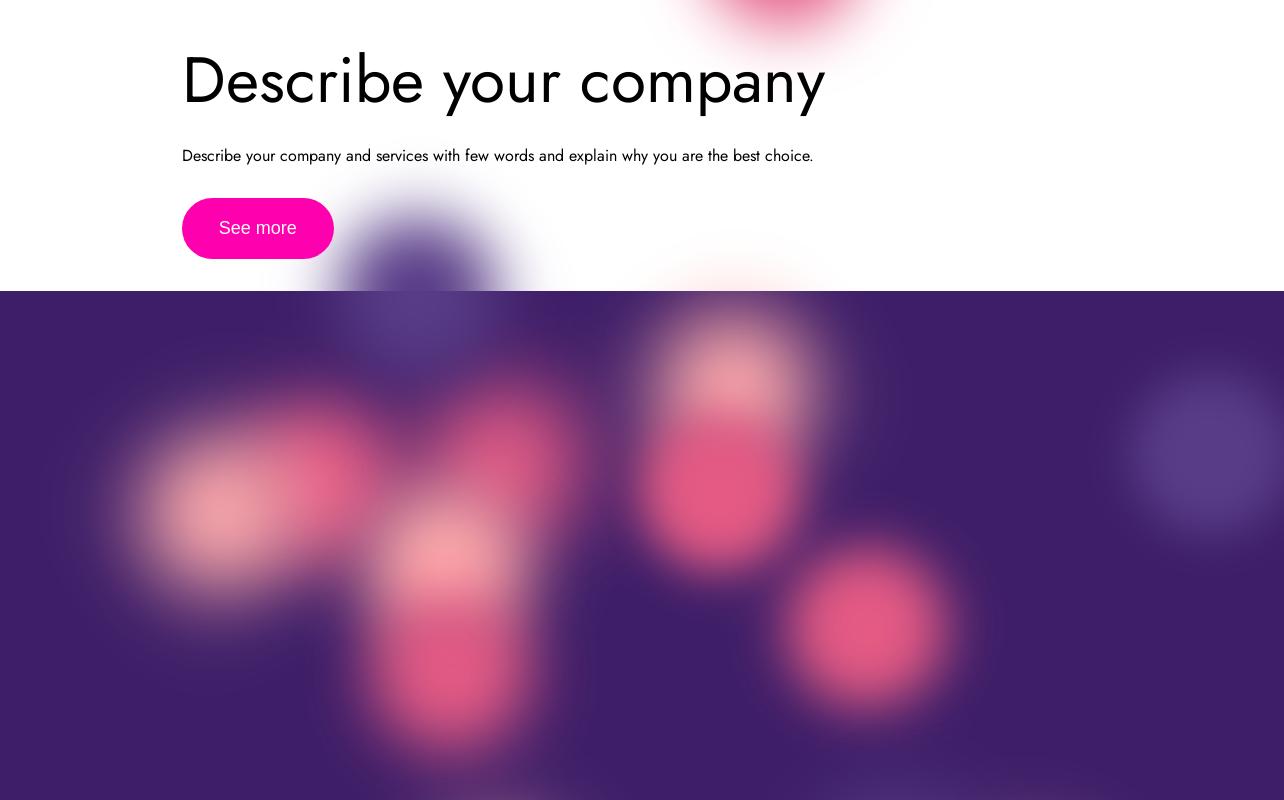 Describe your company
Describe your company and services with few words and explain why you are the best choice.
See more